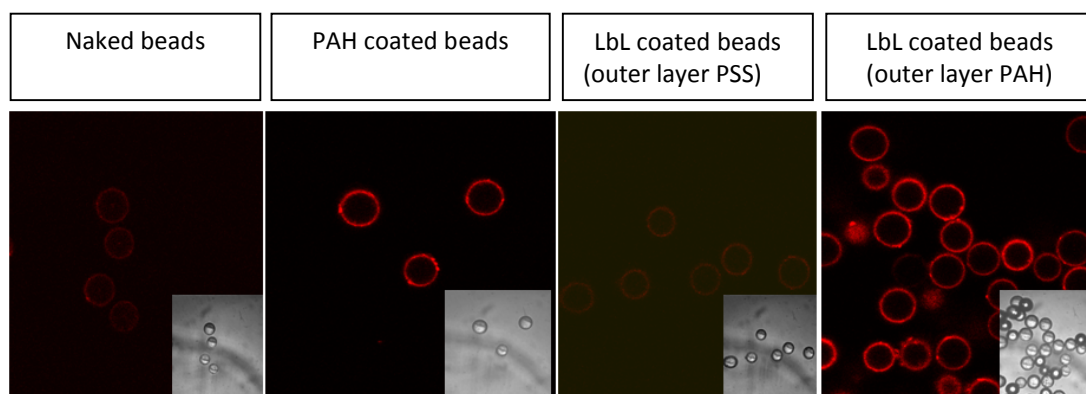 Naked beads
PAH coated beads
LbL coated beads
(outer layer PSS)
LbL coated beads
(outer layer PAH)